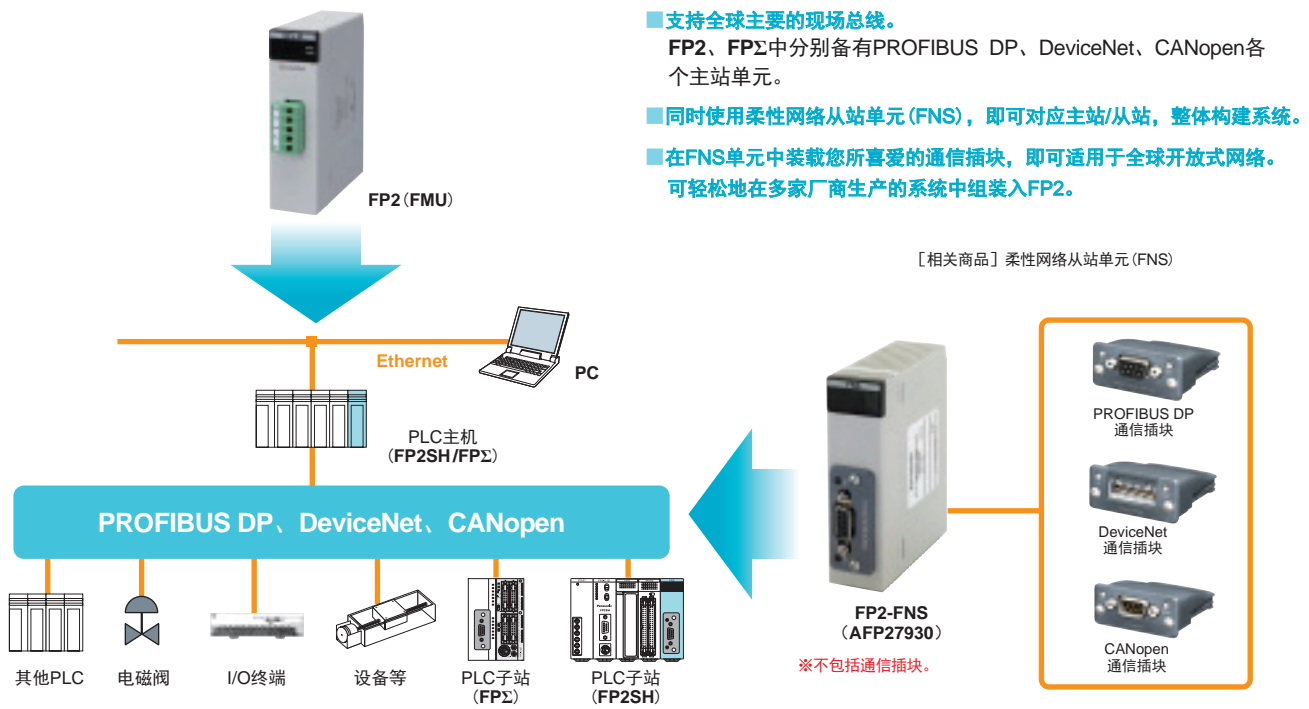 ■支持全球主要的现场总线。
FP2、FPΣ中分别备有PROFIBUS DP、DeviceNet、CANopen各
个主站单元。
■同时使用柔性网络从站单元(FNS)，即可对应主站/从站，整体构建系统。
■在FNS单元中装载您所喜爱的通信插块，即可适用于全球开放式网络。
可轻松地在多家厂商生产的系统中组装入FP2。
FP2(FMU)
［相关商品］柔性网络从站单元(FNS)
Ethernet
PC
PLC主机
（FP2SH/FPΣ）
PROFIBUS DP、DeviceNet、CANopen
其他PLC
电磁阀
I/O终端
设备等
PLC子站
（FPΣ）
PLC子站
（FP2SH）
FP2-FNS
（AFP27930）
※不包括通信插块。
PROFIBUS DP
通信插块
DeviceNet
通信插块
CANopen
通信插块